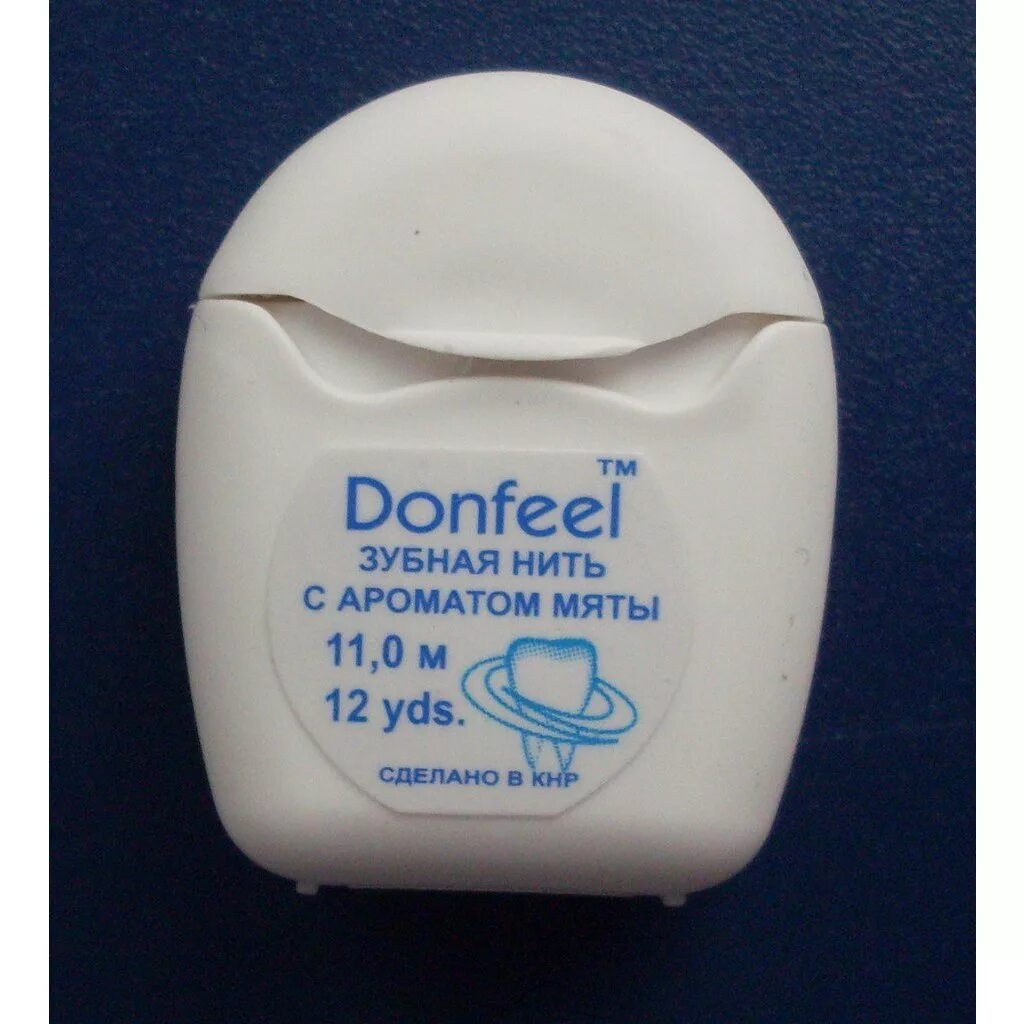 Donfeel™
ЗУБНАЯ НИТЬ
С АРОМАТОМ МЯТЫ
11,0 м
12 yds.
СДЕЛАНО В КНР